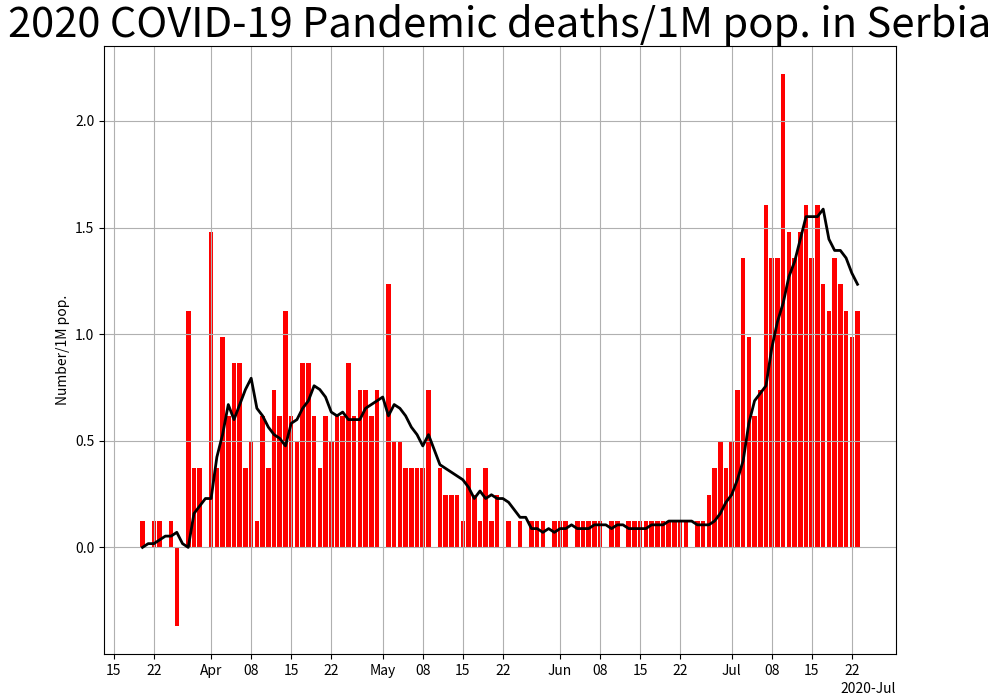 2020 COVID-19 Pandemic deaths/1M pop. in Serbia
Number/1M pop.
2.0
1.5
1.0
0.5
0.0
15 22 Apr 08 15 22 May 08 15 22 Jun 08 15 22 Jul 08 15 22
2020-Jul